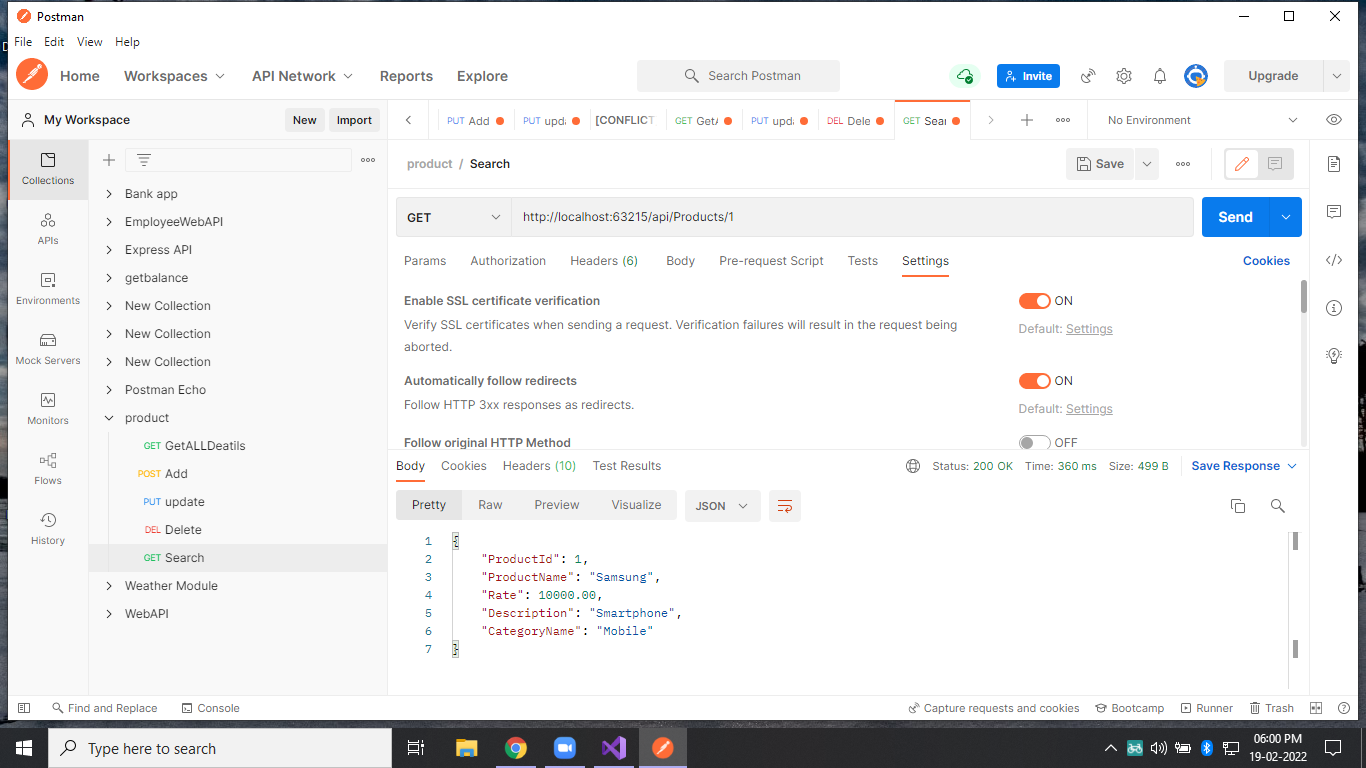 Postman
File Edit View Help
Home Workspaces API Network Reports Explore Search Postman Invite Upgrade
My Workspace New Import
PUT Add PUT upda [CONFLICT GET GetA PUT upda DEL Dele GET Sear No Environment
product / Search Save
Collections
APIs
Environments
Mock Servers
Monitors
Flows
History
Bank app
EmployeeWebAPI
Express API
getbalance
New Collection
New Collection
New Collection
Postman Echo
product
GET GetALLDeatils
POST Add
PUT update
DEL Delete
GET Search
Weather Module
WebAPI
GET http://localhost:63215/api/Products/1 Send
Params Authorization Headers (6) Body Pre-request Script Tests Settings Cookies
Enable SSL certificate verification ON
Verify SSL certificates when sending a request. Verification failures will result in the request being
aborted.
Default: Settings
Automatically follow redirects ON
Follow HTTP 3xx responses as redirects.
Default: Settings
Follow original HTTP Method OFF
Body Cookies Headers (10) Test Results Status: 200 OK Time: 360 ms Size: 499 B Save Response
Pretty Raw Preview Visualize JSON
1 {
2 "ProductId": 1,
3 "ProductName": "Samsung",
4 "Rate": 10000.00,
5 "Description": "Smartphone",
6 "CategoryName": "Mobile"
7 }
Find and Replace Console Capture requests and cookies Bootcamp Runner Trash
Type here to search
06:00 PM
19-02-2022